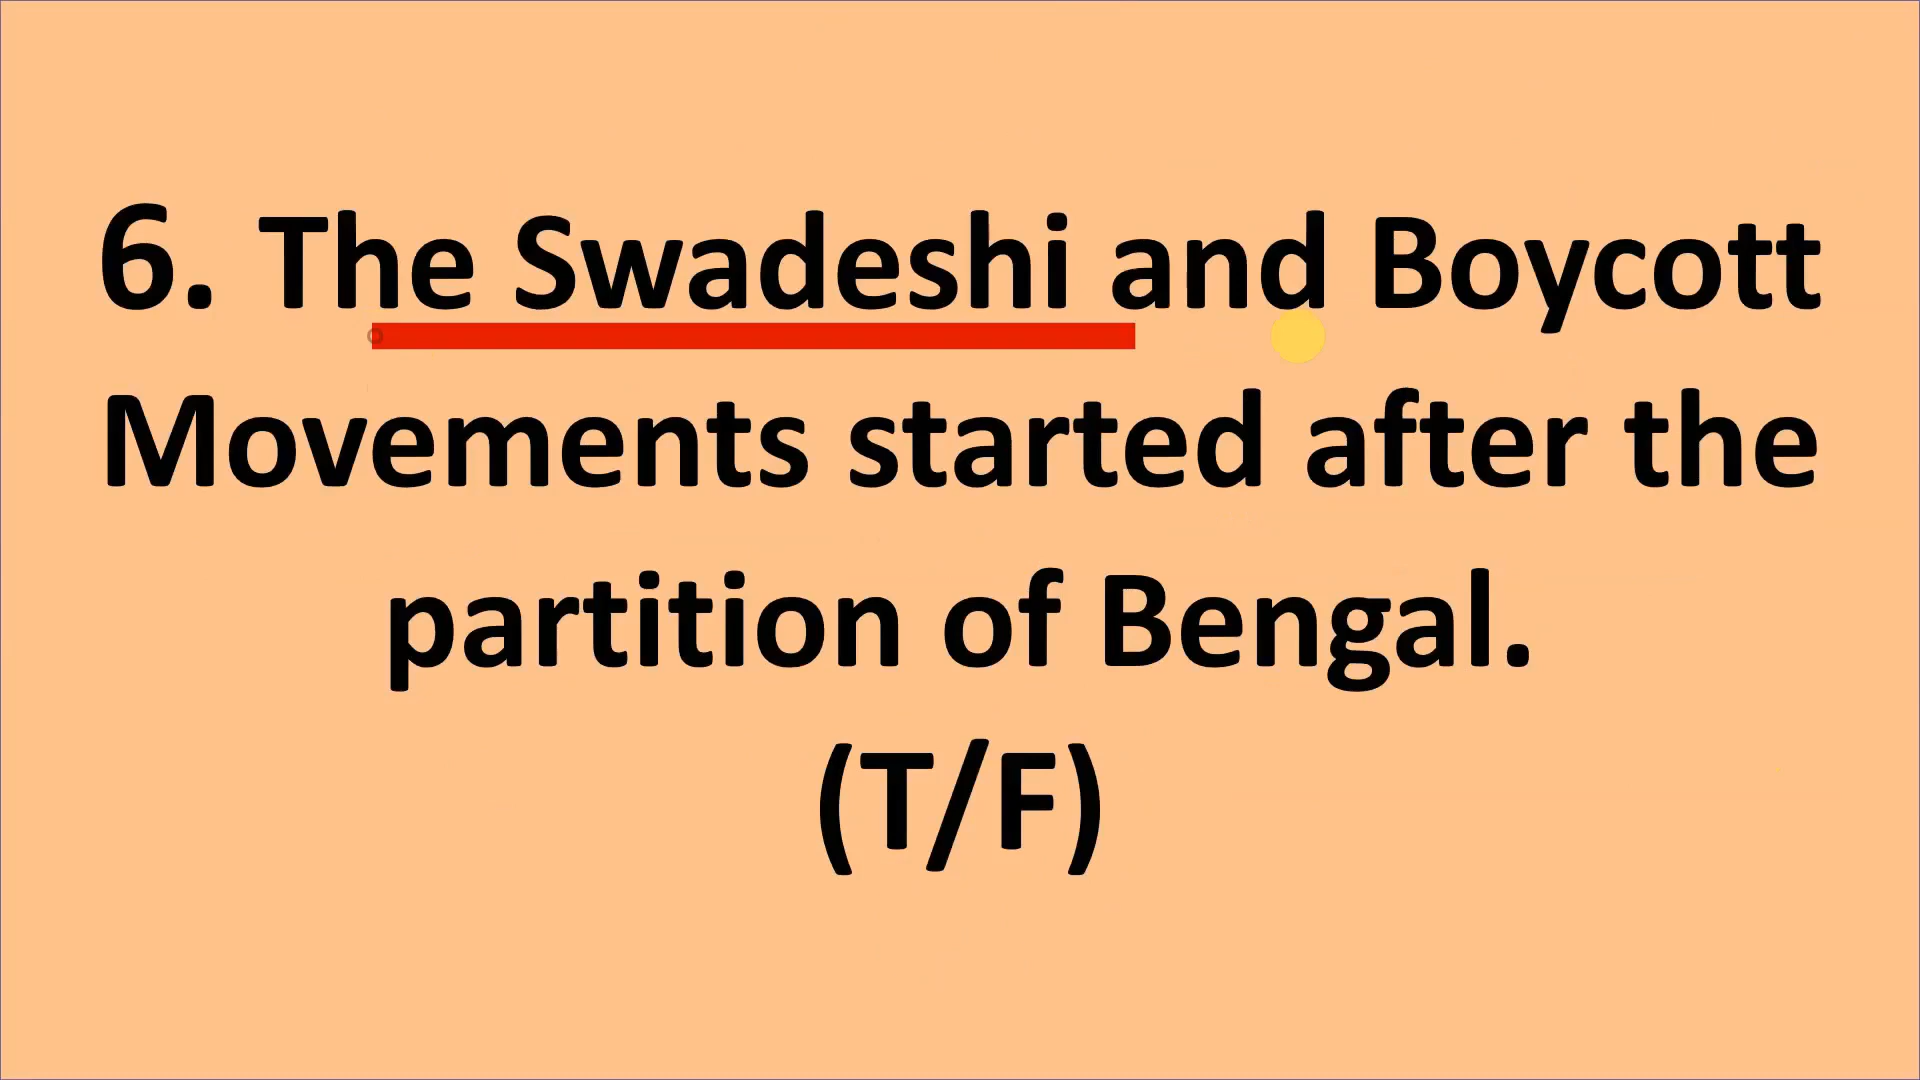 6. The Swadeshi and Boycott
Movements started after the
partition of Bengal.
(T/F)